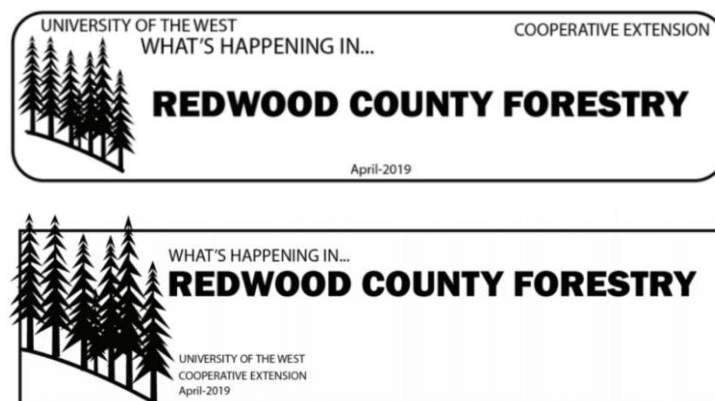 UNIVERSITY OF THE WEST
COOPERATIVE EXTENSION
WHAT'S HAPPENING IN...
REDWOOD COUNTY FORESTRY
April-2019
WHAT'S HAPPENING IN...
REDWOOD COUNTY FORESTRY
UNIVERSITY OF THE WEST
COOPERATIVE EXTENSION
April-2019